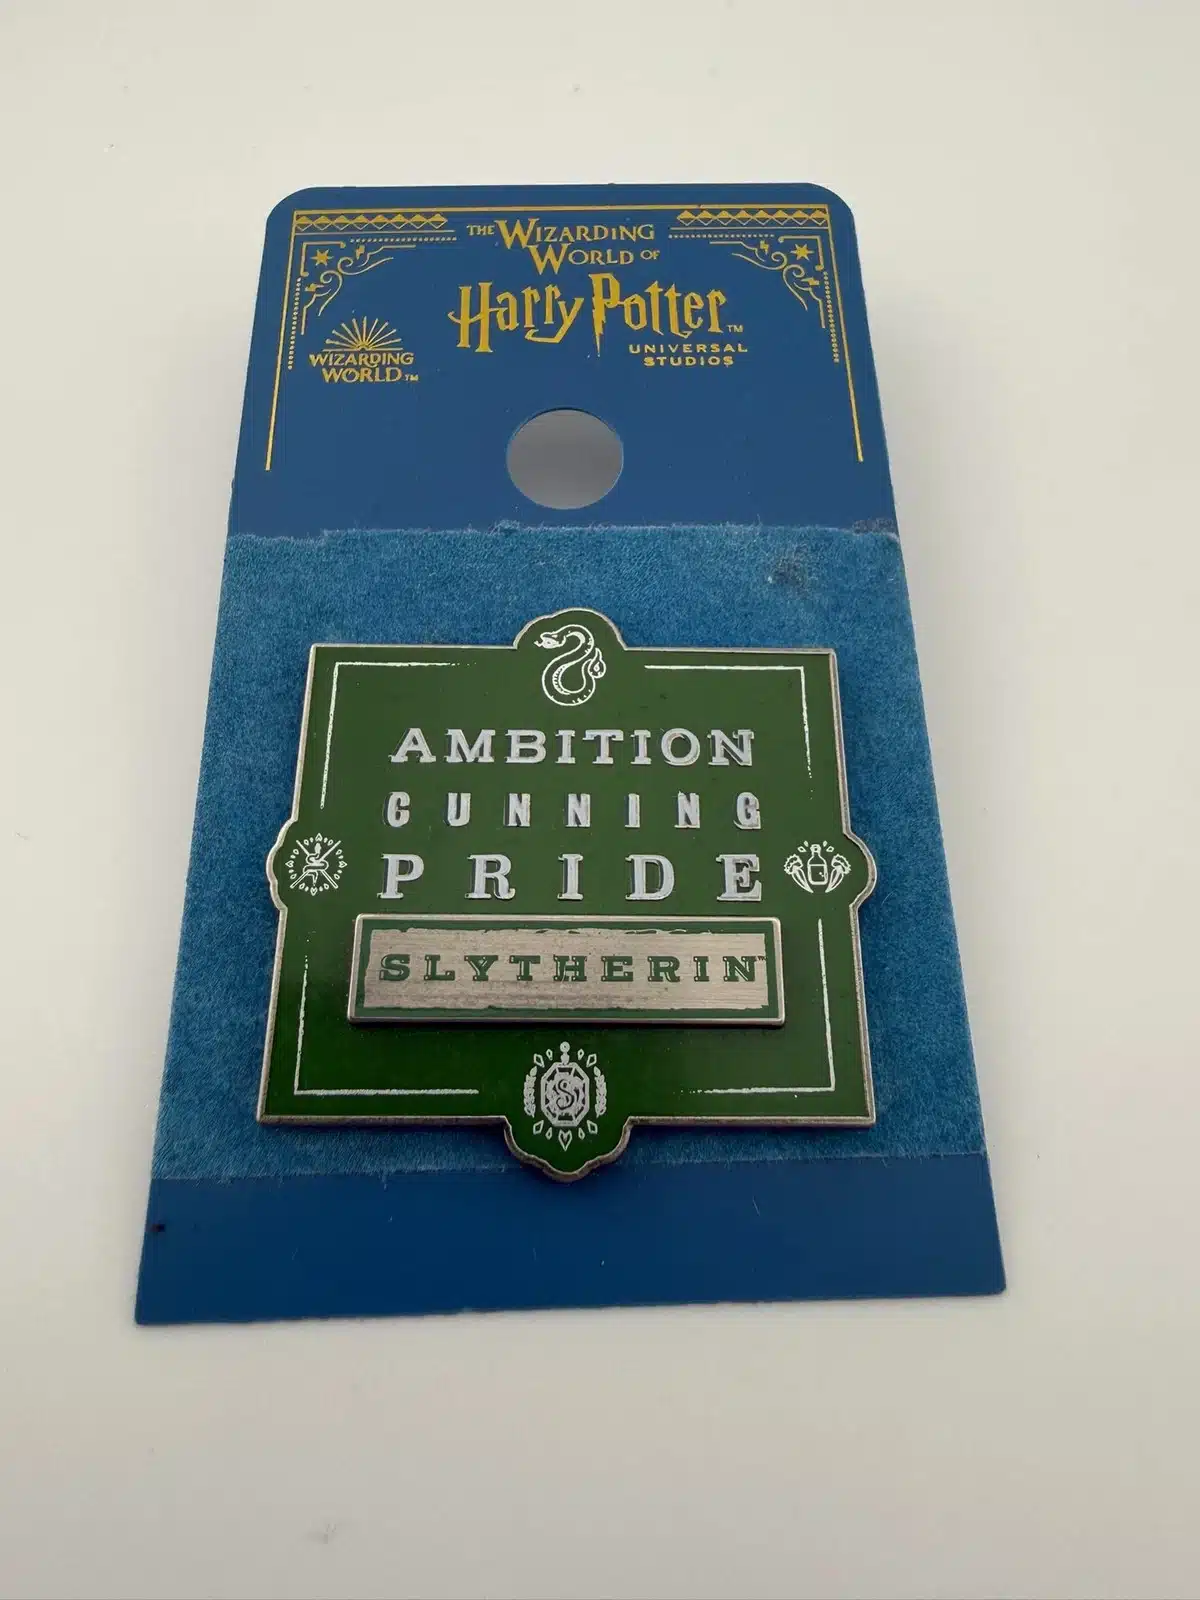 THE WIZARDING
WORLD OF
Harry Potter™
UNIVERSAL
STUDIOS
WIZARDING
WORLD™
AMBITION
CUNNING
PRIDE
SLYTHERIN™
S